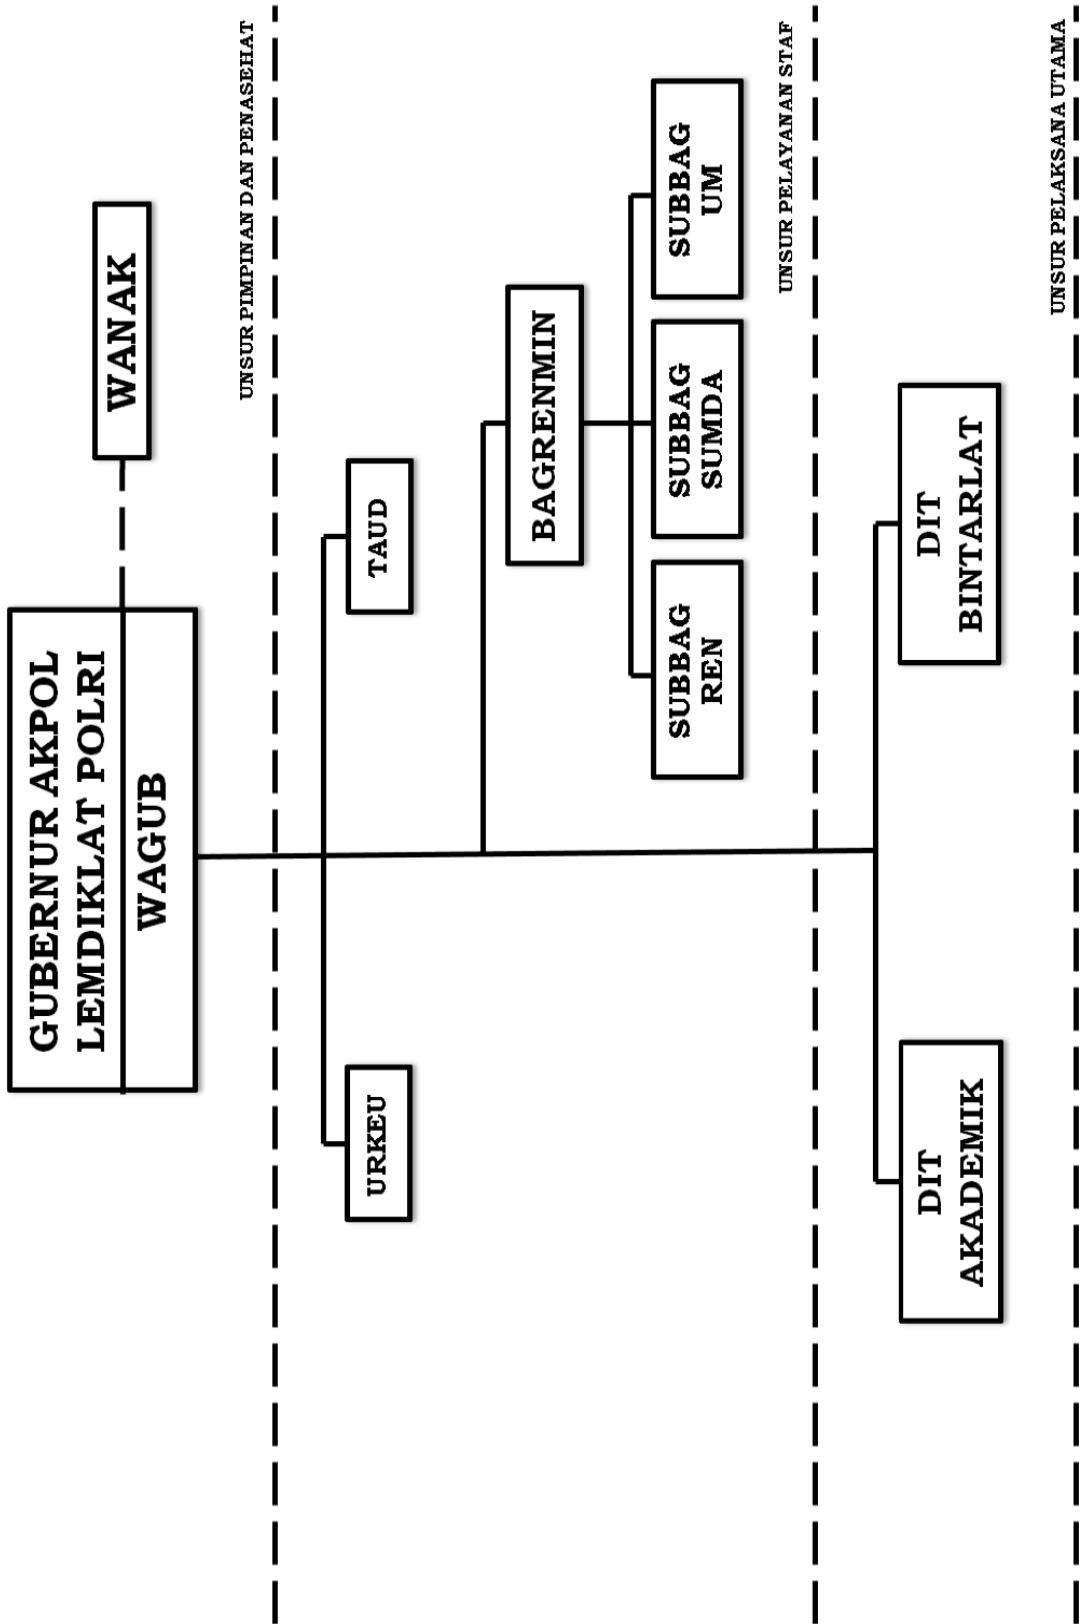 GUBERNUR AKPOL
LEMDIKLAT POLRI
WAGUB
WANAK
UNSUR PIMPINAN DAN PENASEHAT
URKEU
TAUD
BAGRENMIN
SUBBAG
REN
SUBBAG
SUMDA
SUBBAG
UM
UNSUR PELAYANAN STAF
DIT
AKADEMIK
DIT
BINTARLAT
UNSUR PELAKSANA UTAMA